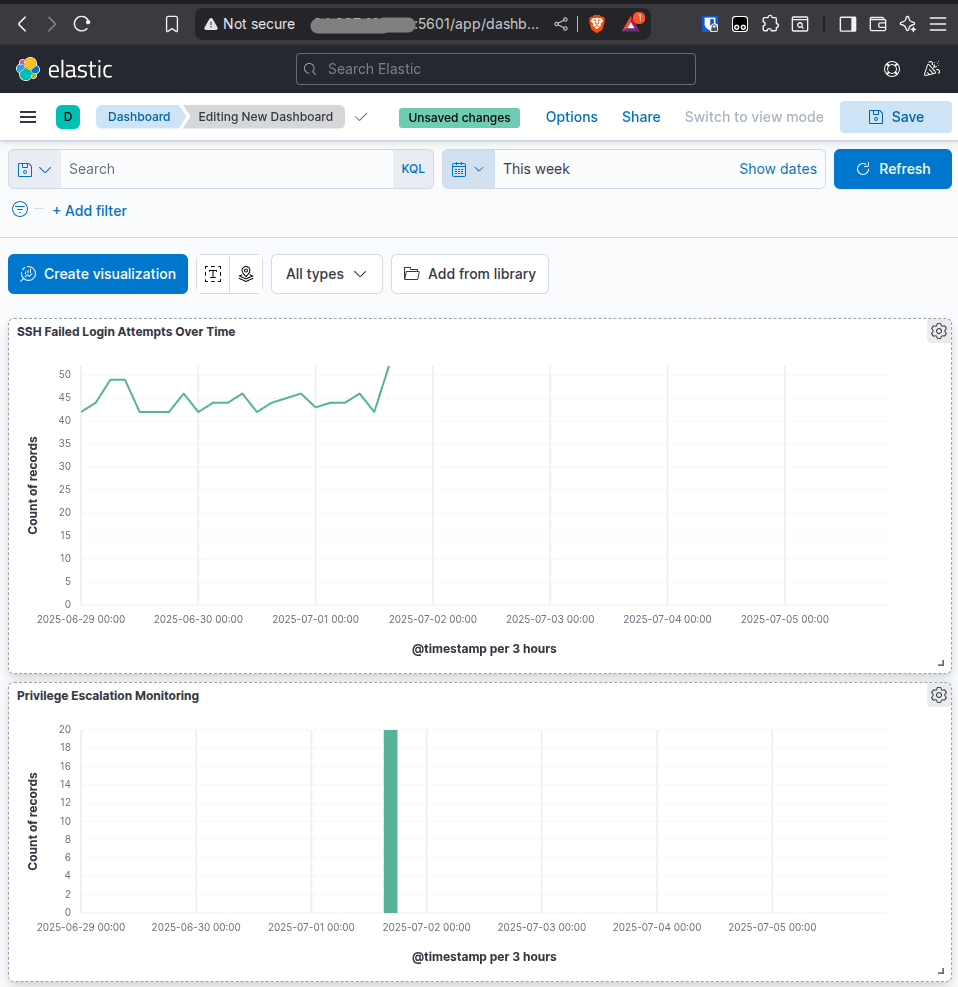 Not secure :5601/app/dashb... 1
elastic Search Elastic
D Dashboard Editing New Dashboard Unsaved changes Options Share Switch to view mode Save
Search KQL This week Show dates Refresh
+ Add filter
Create visualization All types Add from library
SSH Failed Login Attempts Over Time
50
45
40
35
30
25
20
15
10
5
0
Count of records
2025-06-29 00:00 2025-06-30 00:00 2025-07-01 00:00 2025-07-02 00:00 2025-07-03 00:00 2025-07-04 00:00 2025-07-05 00:00
@timestamp per 3 hours
Privilege Escalation Monitoring
20
18
16
14
12
10
8
6
4
2
0
Count of records
2025-06-29 00:00 2025-06-30 00:00 2025-07-01 00:00 2025-07-02 00:00 2025-07-03 00:00 2025-07-04 00:00 2025-07-05 00:00
@timestamp per 3 hours